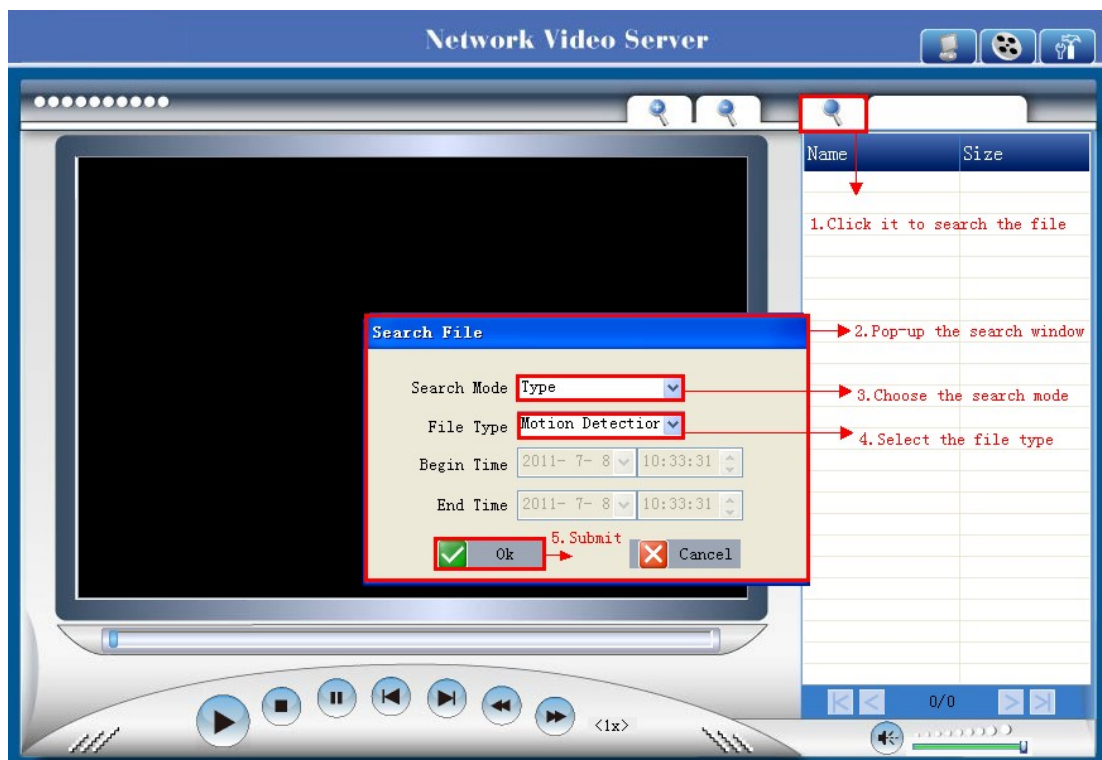 Network Video Server
Name Size
1.Click it to search the file
Search File
2.Pop-up the search window
Search Mode Type
3.Choose the search mode
File Type Motion Detectior
4.Select the file type
Begin Time 2011- 7- 8 10:33:31
End Time 2011- 7- 8 10:33:31
5.Submit
Ok Cancel
0/0
<1x>